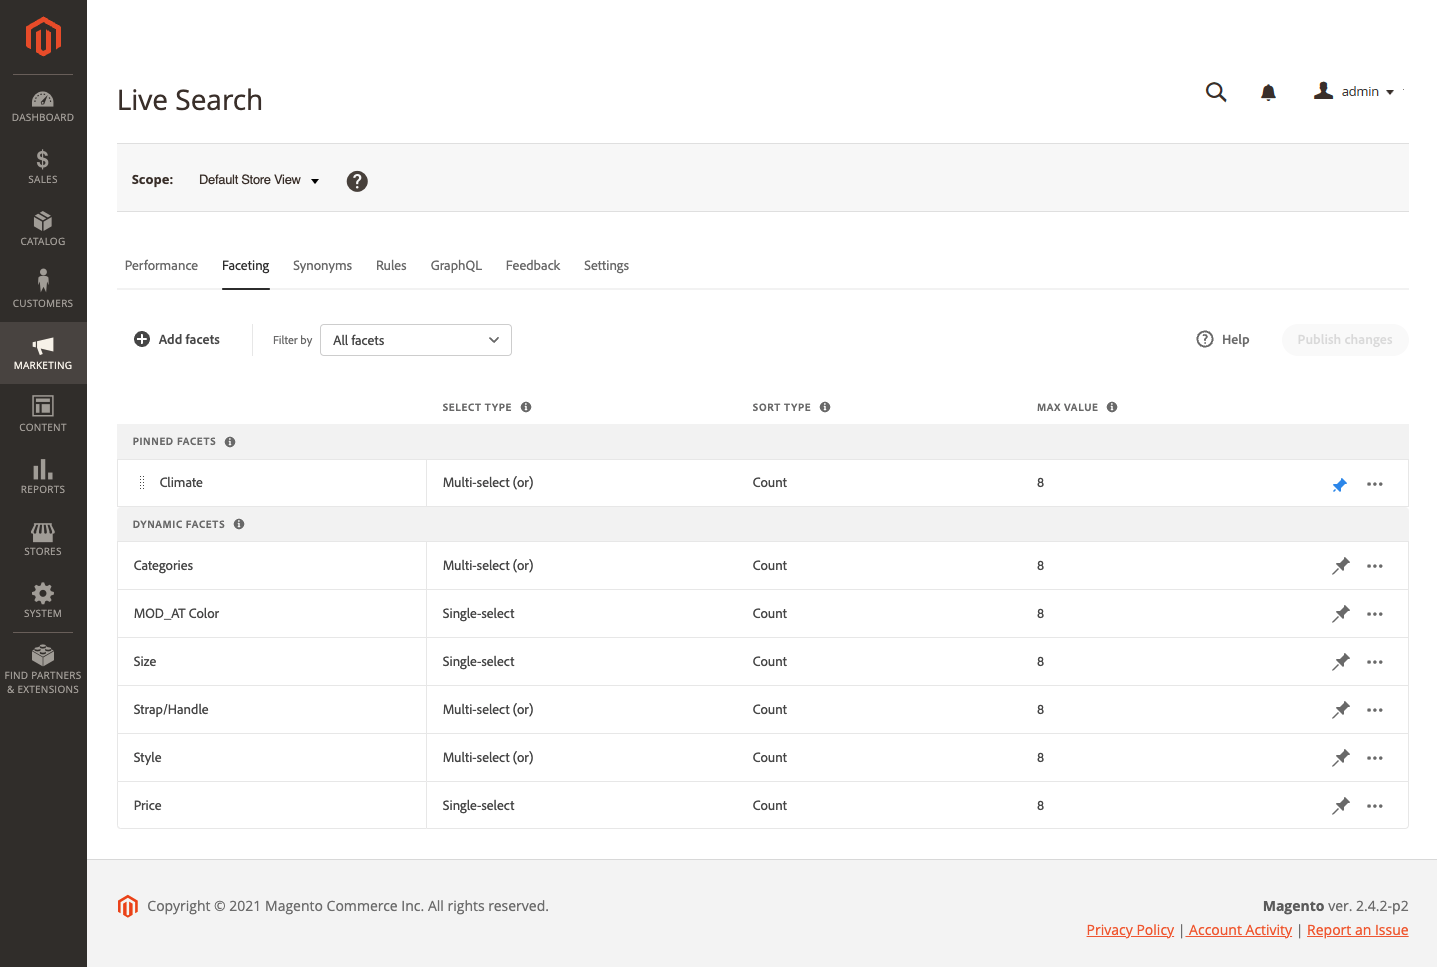 Live Search
admin
Scope: Default Store View
DASHBOARD
SALES
CATALOG
CUSTOMERS
MARKETING
CONTENT
REPORTS
STORES
SYSTEM
FIND PARTNERS
& EXTENSIONS
Performance Faceting Synonyms Rules GraphQL Feedback Settings
Add facets Filter by All facets Help Publish changes
SELECT TYPE SORT TYPE MAX VALUE
PINNED FACETS
Climate Multi-select (or) Count 8
DYNAMIC FACETS
Categories Multi-select (or) Count 8
MOD_AT Color Single-select Count 8
Size Single-select Count 8
Strap/Handle Multi-select (or) Count 8
Style Multi-select (or) Count 8
Price Single-select Count 8
Copyright © 2021 Magento Commerce Inc. All rights reserved.
Magento ver. 2.4.2-p2
Privacy Policy | Account Activity | Report an Issue